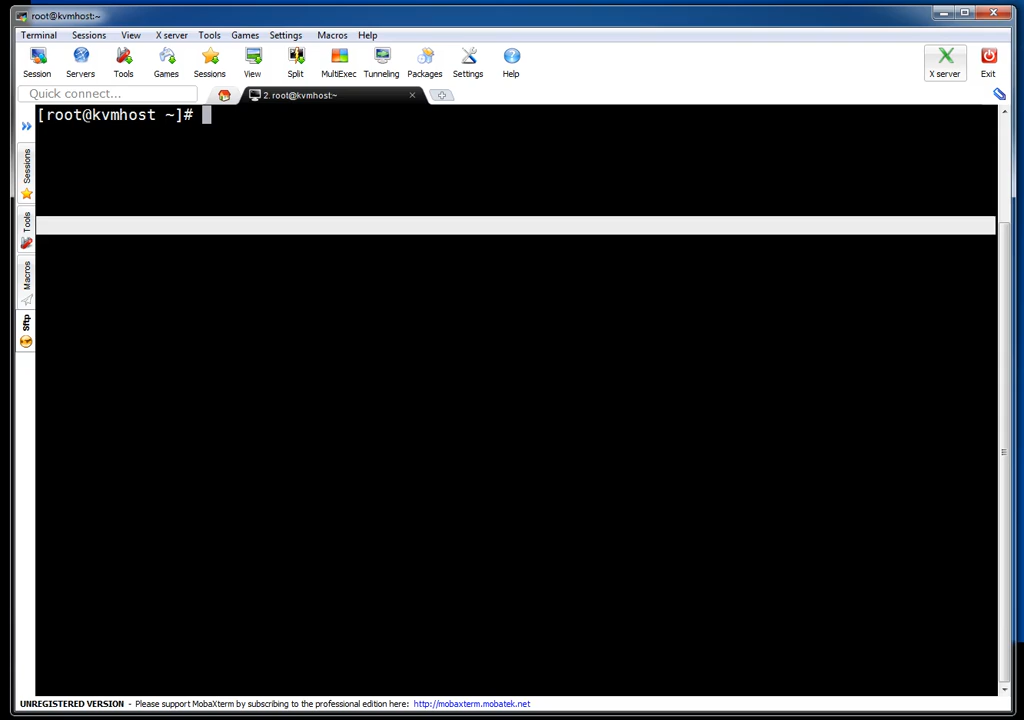 root@kvmhost:~
Terminal Sessions View X server Tools Games Settings Macros Help
Session Servers Tools Games Sessions View Split MultiExec Tunneling Packages Settings Help X server Exit
Quick connect... 2. root@kvmhost:~
[root@kvmhost ~]#
Sessions
Tools
Macros
Sftp
UNREGISTERED VERSION - Please support MobaXterm by subscribing to the professional edition here: http://mobaxterm.mobatek.net